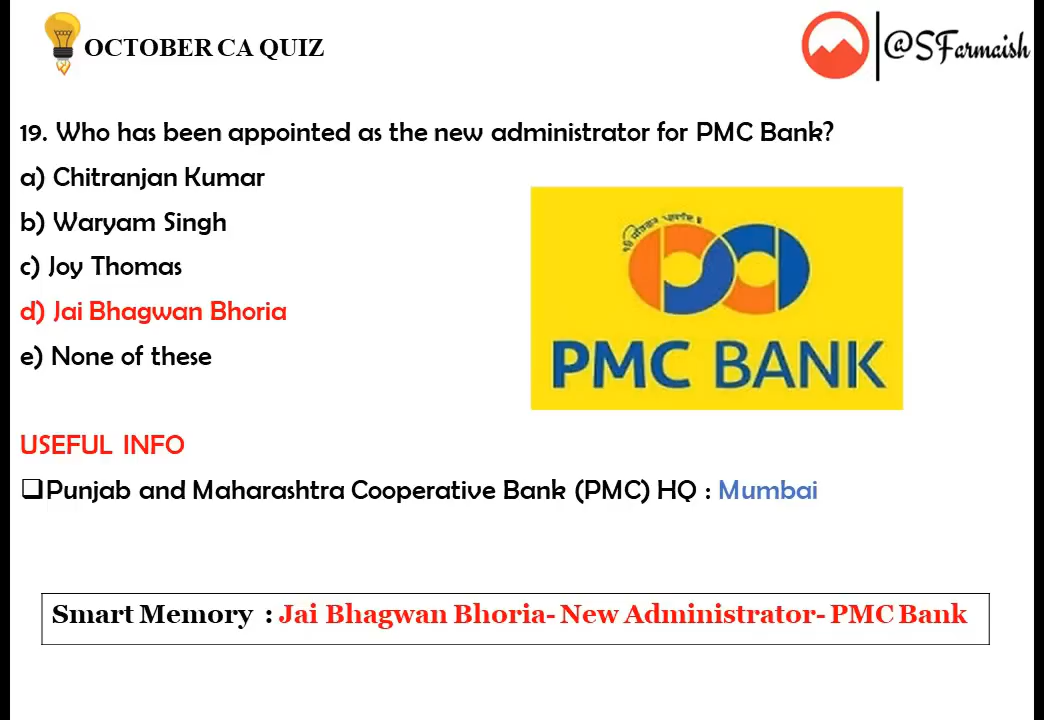 OCTOBER CA QUIZ
@SFarmaish
19. Who has been appointed as the new administrator for PMC Bank?
a) Chitranjan Kumar
b) Waryam Singh
c) Joy Thomas
d) Jai Bhagwan Bhoria
e) None of these
PMC BANK
USEFUL INFO
❑Punjab and Maharashtra Cooperative Bank (PMC) HQ : Mumbai
Smart Memory : Jai Bhagwan Bhoria- New Administrator- PMC Bank